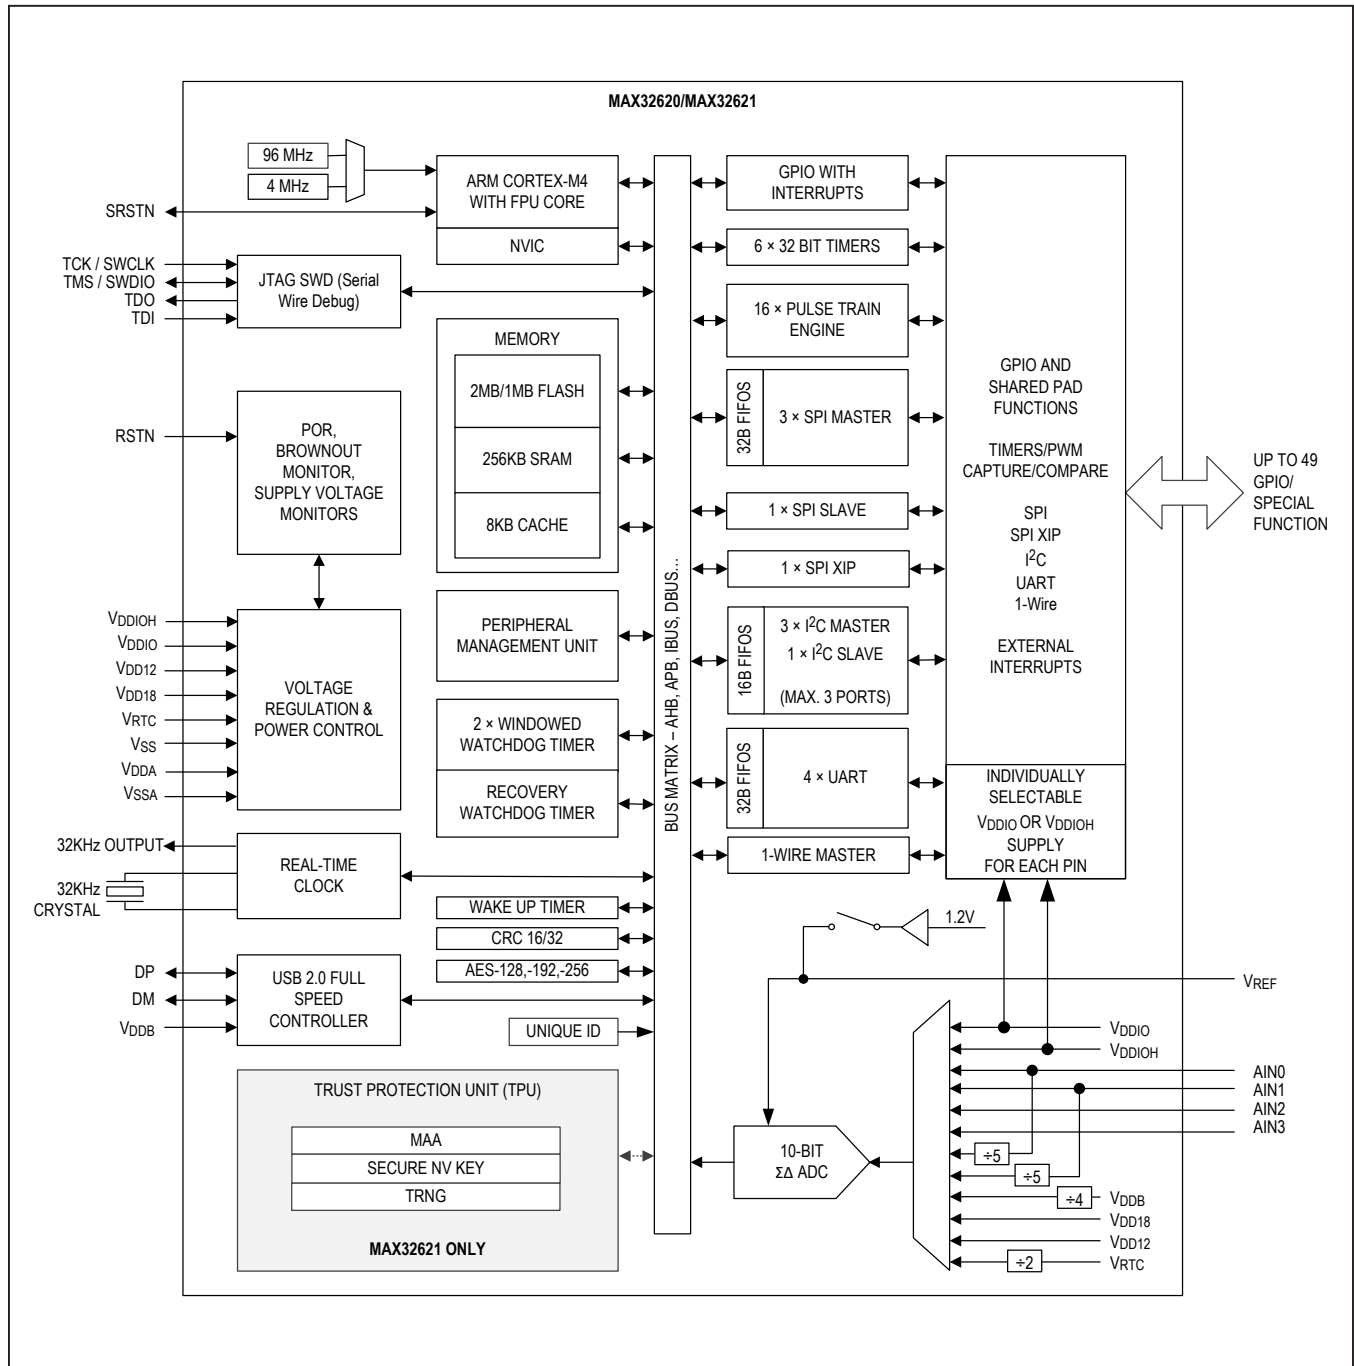 MAX32620/MAX32621
96 MHz
4 MHz
ARM CORTEX-M4
WITH FPU CORE
NVIC
SRSTN
TCK / SWCLK
TMS / SWDIO
TDO
TDI
JTAG SWD (Serial
Wire Debug)
MEMORY
2MB/1MB FLASH
256KB SRAM
8KB CACHE
RSTN
POR,
BROWNOUT
MONITOR,
SUPPLY VOLTAGE
MONITORS
PERIPHERAL
MANAGEMENT UNIT
VDDIOH
VDDIO
VDD12
VDD18
VRTC
VSS
VDDA
VSSA
VOLTAGE
REGULATION &
POWER CONTROL
2 × WINDOWED
WATCHDOG TIMER
RECOVERY
WATCHDOG TIMER
32KHz OUTPUT
32KHz
CRYSTAL
REAL-TIME
CLOCK
WAKE UP TIMER
CRC 16/32
AES-128,-192,-256
DP
DM
VDDB
USB 2.0 FULL
SPEED
CONTROLLER
UNIQUE ID
TRUST PROTECTION UNIT (TPU)
MAA
SECURE NV KEY
TRNG
MAX32621 ONLY
BUS MATRIX – AHB, APB, IBUS, DBUS...
GPIO WITH
INTERRUPTS
6 × 32 BIT TIMERS
16 × PULSE TRAIN
ENGINE
32B FIFOS
3 × SPI MASTER
1 × SPI SLAVE
1 × SPI XIP
16B FIFOS
3 × I2C MASTER
1 × I2C SLAVE
(MAX. 3 PORTS)
32B FIFOS
4 × UART
1-WIRE MASTER
GPIO AND
SHARED PAD
FUNCTIONS
TIMERS/PWM
CAPTURE/COMPARE
SPI
SPI XIP
I2C
UART
1-Wire
EXTERNAL
INTERRUPTS
INDIVIDUALLY
SELECTABLE
VDDIO OR VDDIOH
SUPPLY
FOR EACH PIN
UP TO 49
GPIO/
SPECIAL
FUNCTION
1.2V
VREF
VDDIO
VDDIOH
AIN0
AIN1
AIN2
AIN3
÷5
÷5
÷4
VDDB
VDD18
VDD12
÷2
VRTC
10-BIT
ΣΔ ADC